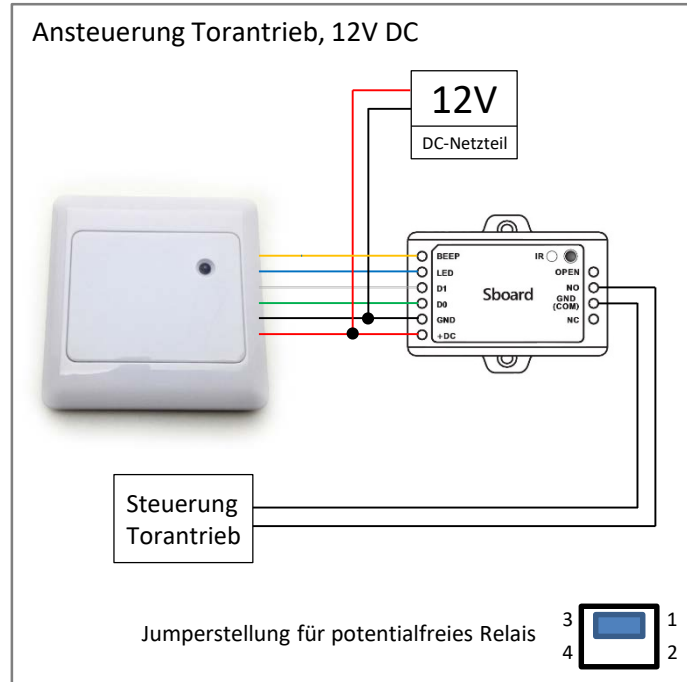 Ansteuerung Torantrieb, 12V DC
12V
DC-Netzteil
BEEP
LED
D1
D0
GND
+DC
Sboard
IR
OPEN
NO
GND
(COM)
NC
Steuerung
Torantrieb
Jumperstellung für potentialfreies Relais
3 1
4 2